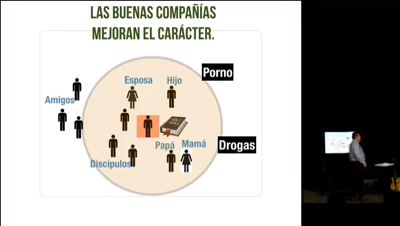 LAS BUENAS COMPAÑÍAS
MEJORAN EL CARÁCTER.
Esposa
Hijo
Porno
Amigos
Papá
Mamá
Drogas
Discípulos